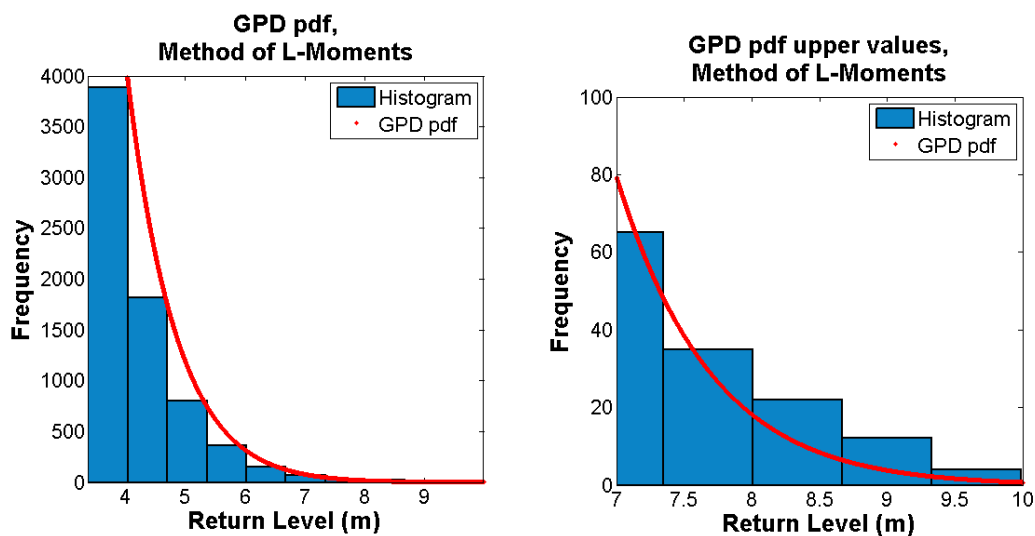 GPD pdf,
Method of L-Moments
4000
3500
3000
2500
2000
1500
1000
500
0
Frequency
Histogram
GPD pdf
4 5 6 7 8 9
Return Level (m)
GPD pdf upper values,
Method of L-Moments
100
80
60
40
20
0
Frequency
Histogram
GPD pdf
7 7.5 8 8.5 9 9.5 10
Return Level (m)